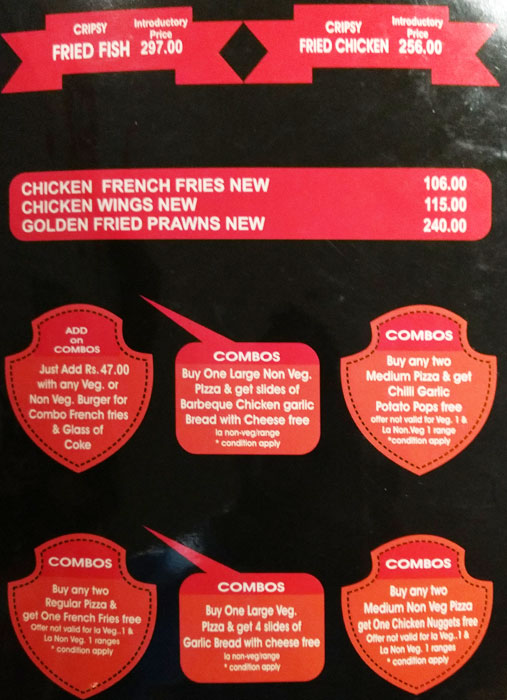 CRIPSY Introductory
Price
FRIED FISH 297.00
CRIPSY Introductory
Price
FRIED CHICKEN 256.00
CHICKEN FRENCH FRIES NEW 106.00
CHICKEN WINGS NEW 115.00
GOLDEN FRIED PRAWNS NEW 240.00
ADD
on
COMBOS
Just Add Rs. 47.00
with any Veg. or
Non Veg. Burger for
Combo French fries
& Glass of
Coke
COMBOS
Buy One Large Non Veg.
Pizza & get slides of
Barbeque Chicken garlic
Bread with Cheese free
la non-veg/range
* condition apply
COMBOS
Buy any two
Medium Pizza & get
Chilli Garlic
Potato Pops free
offer not valid for Veg. 1 &
La Non.Veg 1 range
*condition apply
COMBOS
Buy any two
Regular Pizza &
get One French Fries free
Offer not valid for la Veg..1 &
La Non Veg. 1 ranges
* condition apply
COMBOS
Buy One Large Veg.
Pizza & get 4 slides of
Garlic Bread with cheese free
la non-veg/range
* condition apply
COMBOS
Buy any two
Medium Non Veg Pizza
get One Chicken Nuggets free
Offer not valid for la Veg..1 &
La Non Veg. 1 ranges
* condition apply